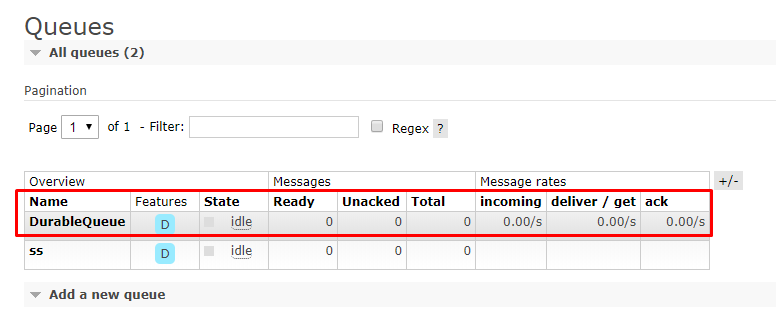 Queues
All queues (2)
Pagination
Page 1 of 1 - Filter: Regex ?
Overview Messages Message rates +/-
Name Features State Ready Unacked Total incoming deliver / get ack
DurableQueue D idle 0 0 0 0.00/s 0.00/s 0.00/s
ss D idle 0 0 0
Add a new queue